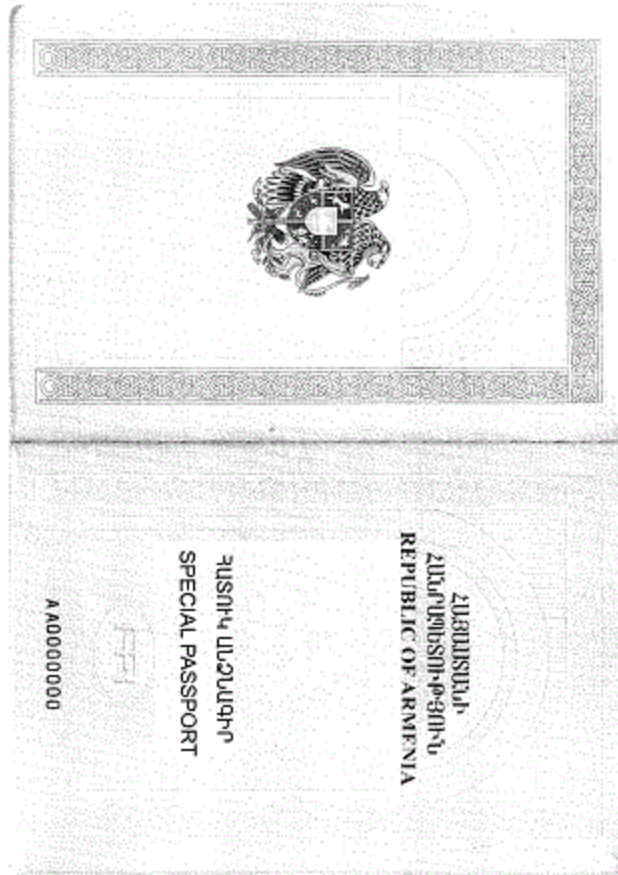 ՀԱՅԱՍՏԱՆԻ
ՀԱՆՐԱՊԵՏՈՒԹՅՈՒՆ
REPUBLIC OF ARMENIA
ՀԱՏՈՒԿ ԱՆՁՆԱԳԻՐ
SPECIAL PASSPORT
AA0000000